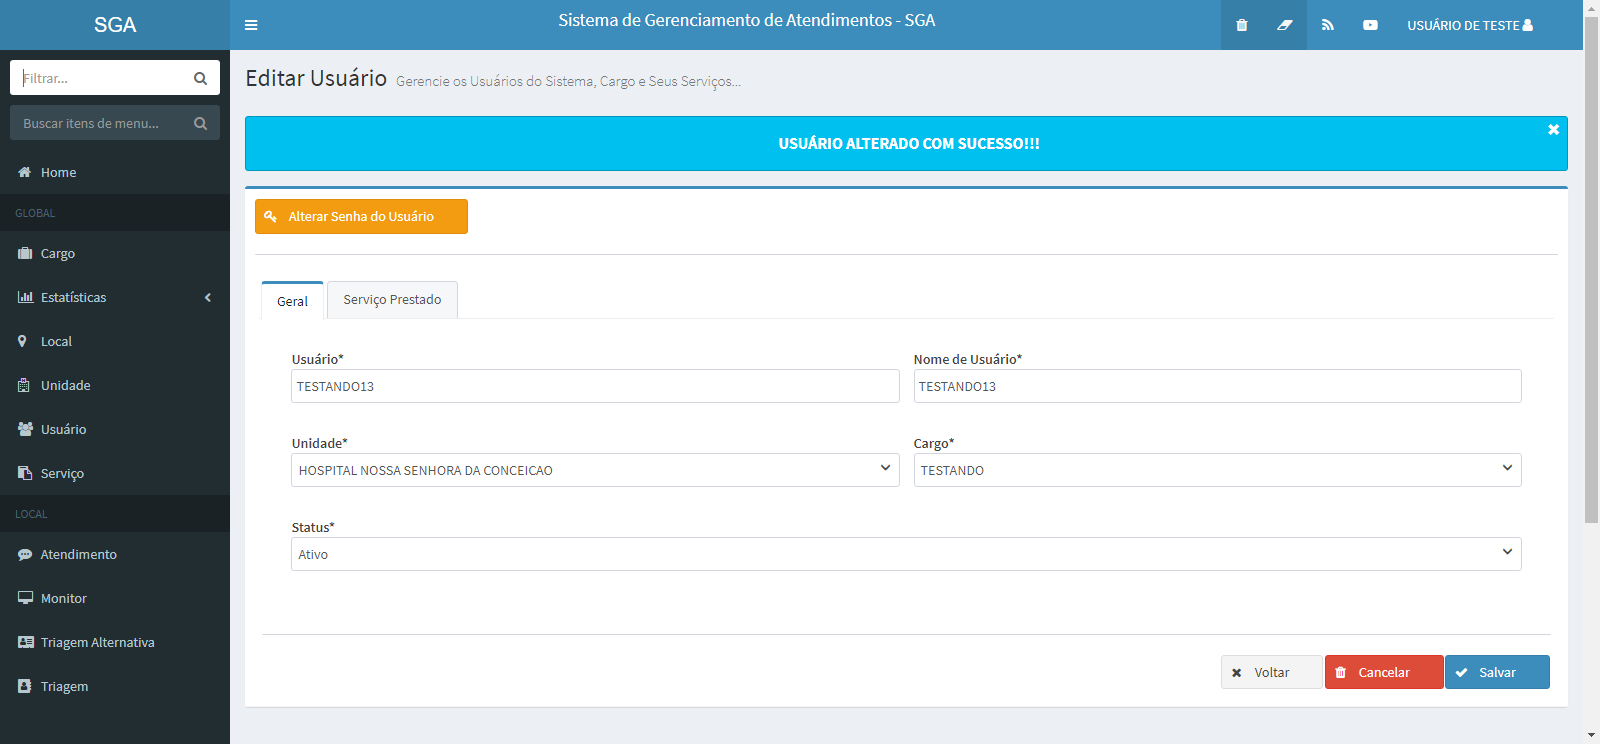 SGA
Sistema de Gerenciamento de Atendimentos - SGA
USUÁRIO DE TESTE
Filtrar...
Buscar itens de menu...
Home
GLOBAL
Cargo
Estatísticas
Local
Unidade
Usuário
Serviço
LOCAL
Atendimento
Monitor
Triagem Alternativa
Triagem
Editar Usuário Gerencie os Usuários do Sistema, Cargo e Seus Serviços...
USUÁRIO ALTERADO COM SUCESSO!!!
Alterar Senha do Usuário
Geral Serviço Prestado
Usuário* Nome de Usuário*
TESTANDO13 TESTANDO13
Unidade* Cargo*
HOSPITAL NOSSA SENHORA DA CONCEICAO TESTANDO
Status*
Ativo
Voltar Cancelar Salvar